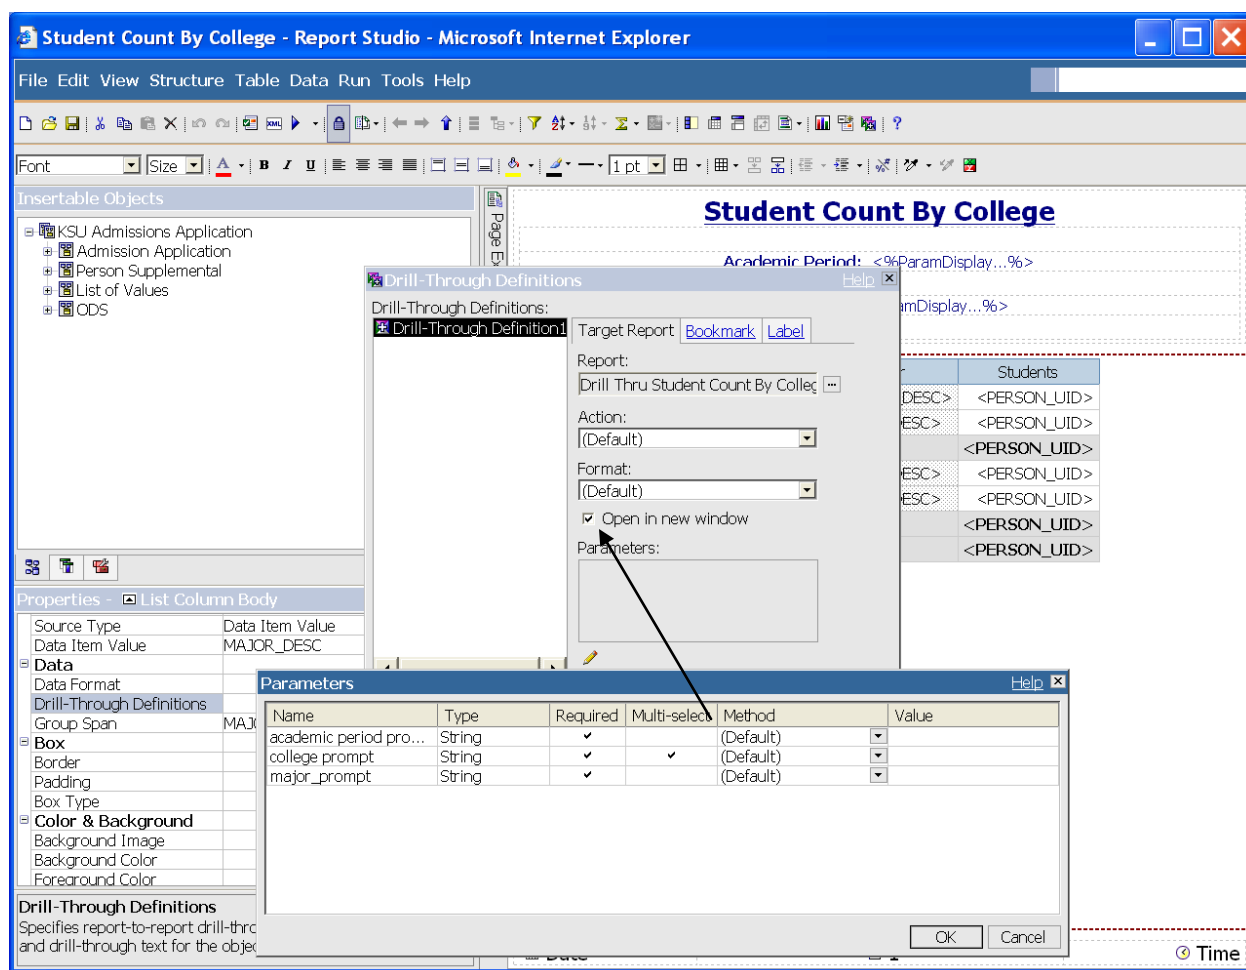 Student Count By College - Report Studio - Microsoft Internet Explorer
File Edit View Structure Table Data Run Tools Help
Font Size 1 pt
Insertable Objects
KSU Admissions Application
Admission Application
Person Supplemental
List of Values
ODS
Page Ex
Student Count By College
Academic Period: <%ParamDisplay...%>
amDisplay...%>
Students
DESC> <PERSON_UID>
ESC> <PERSON_UID>
<PERSON_UID>
ESC> <PERSON_UID>
ESC> <PERSON_UID>
<PERSON_UID>
<PERSON_UID>
Drill-Through Definitions Help
Drill-Through Definitions:
Drill-Through Definition1
Target Report Bookmark Label
Report:
Drill Thru Student Count By Colleg ...
Action:
(Default)
Format:
(Default)
Open in new window
Parameters:
Properties - List Column Body
Source Type Data Item Value
Data Item Value MAJOR_DESC
Data
Data Format
Drill-Through Definitions
Group Span MAJO
Box
Border
Padding
Box Type
Color & Background
Background Image
Background Color
Foreground Color
Drill-Through Definitions
Specifies report-to-report drill-thro
and drill-through text for the objec
Parameters Help
Name Type Required Multi-select Method Value
academic period pro... String (Default)
college prompt String (Default)
major_prompt String (Default)
OK Cancel
Date 1 Time